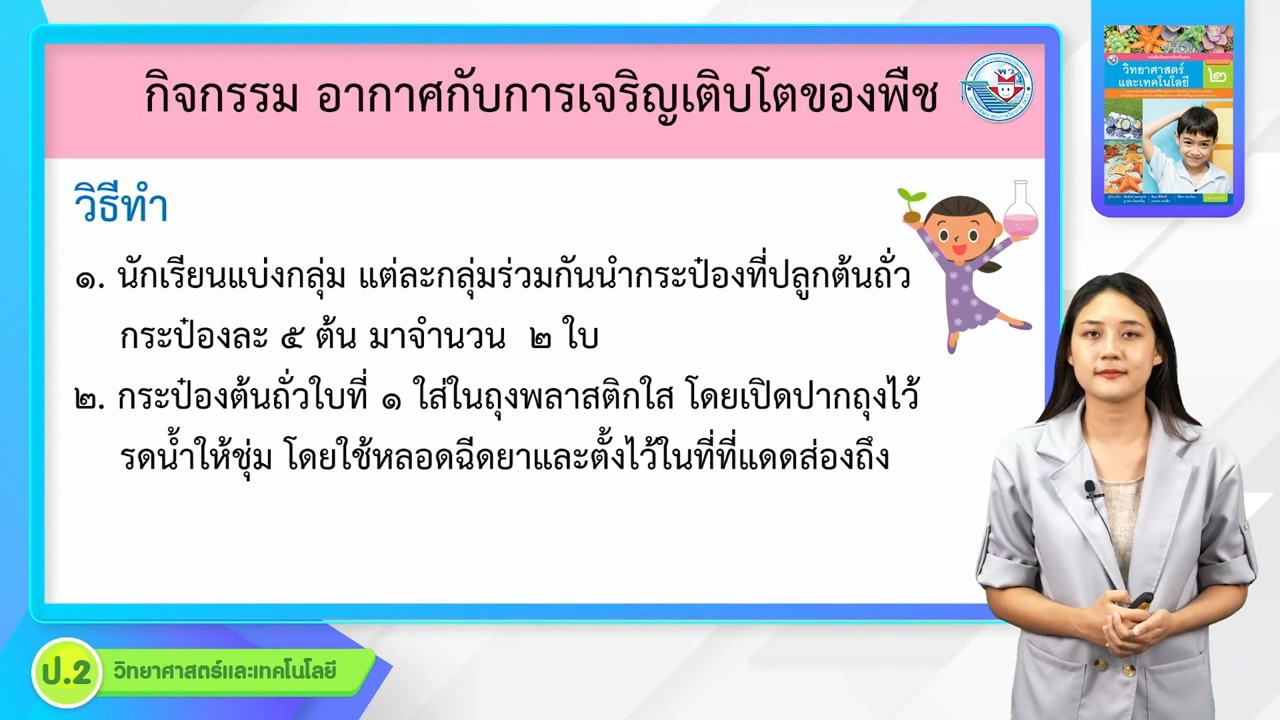 กิจกรรม อากาศกับการเจริญเติบโตของพืช
พว
วิทยาศาสตร์
และเทคโนโลยี
๒
วิธีทำ
๑. นักเรียนแบ่งกลุ่ม แต่ละกลุ่มร่วมกันนำกระป๋องที่ปลูกต้นถั่ว
กระป๋องละ ๕ ต้น มาจำนวน ๒ ใบ
๒. กระป๋องต้นถั่วใบที่ ๑ ใส่ในถุงพลาสติกใส โดยเปิดปากถุงไว้
รดน้ำให้ชุ่ม โดยใช้หลอดฉีดยาและตั้งไว้ในที่ที่แดดส่องถึง
ป.2 วิทยาศาสตร์และเทคโนโลยี